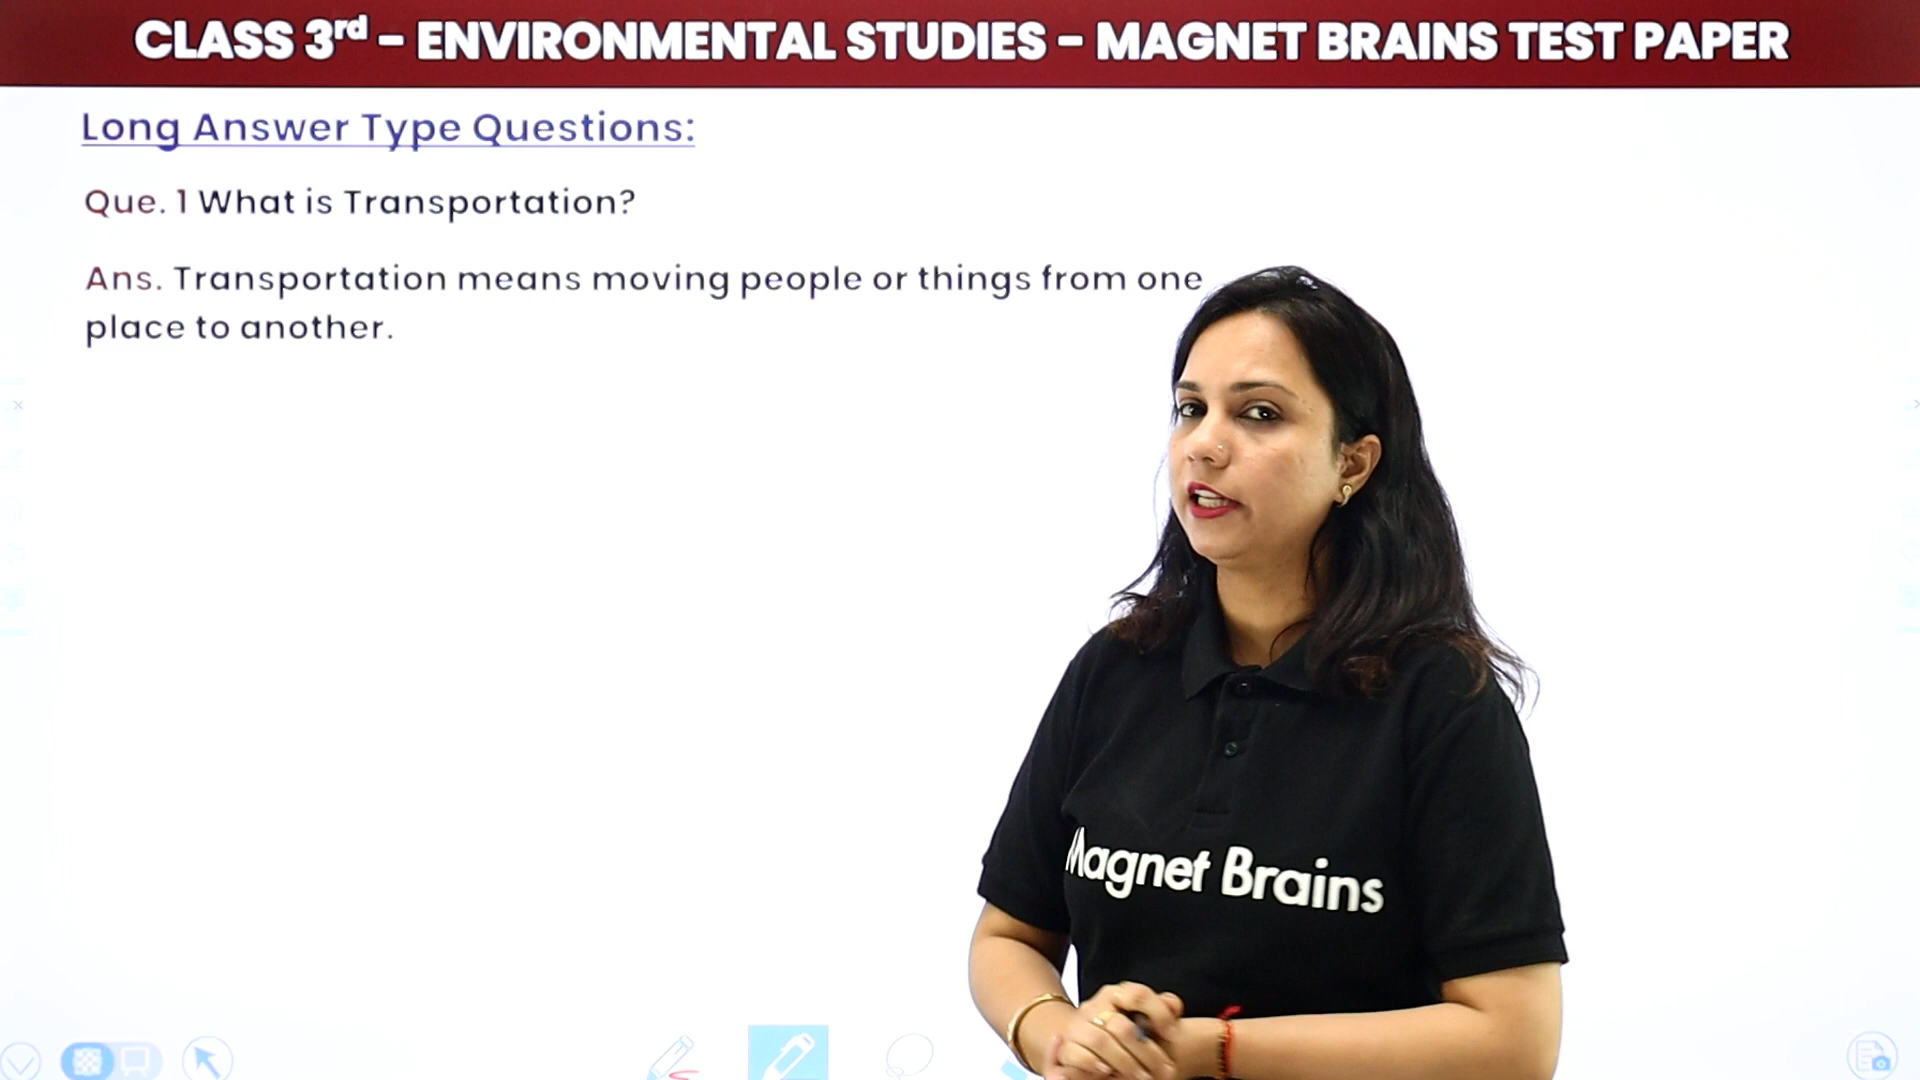 CLASS 3rd - ENVIRONMENTAL STUDIES - MAGNET BRAINS TEST PAPER
Long Answer Type Questions:
Que. 1 What is Transportation?
Ans. Transportation means moving people or things from one
place to another.
Magnet Brains